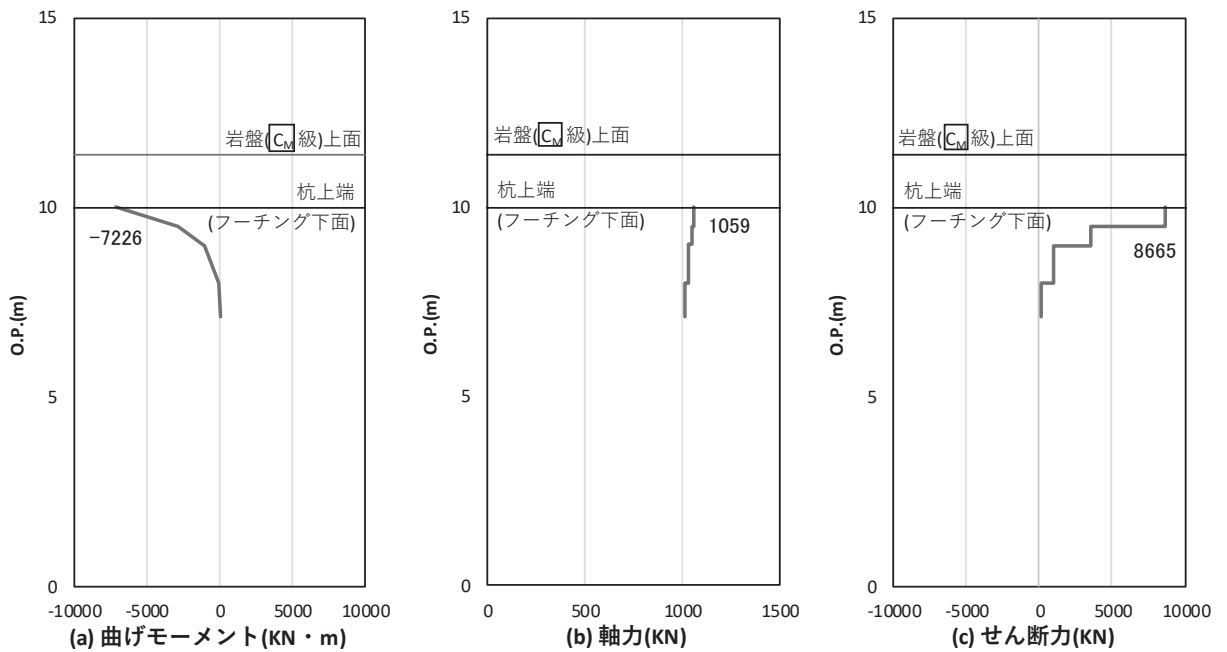 15
10
5
0
O.P.(m)
岩盤(CM級)上面
杭上端
(フーチング下面)
-7226
-10000 -5000 0 5000 10000
(a) 曲げモーメント(KN・m)
15
10
5
0
O.P.(m)
岩盤(CM級)上面
杭上端
(フーチング下面)
1059
0 500 1000 1500
(b) 軸力(KN)
15
10
5
0
O.P.(m)
岩盤(CM級)上面
杭上端
(フーチング下面)
8665
-10000 -5000 0 5000 10000
(c) せん断力(KN)